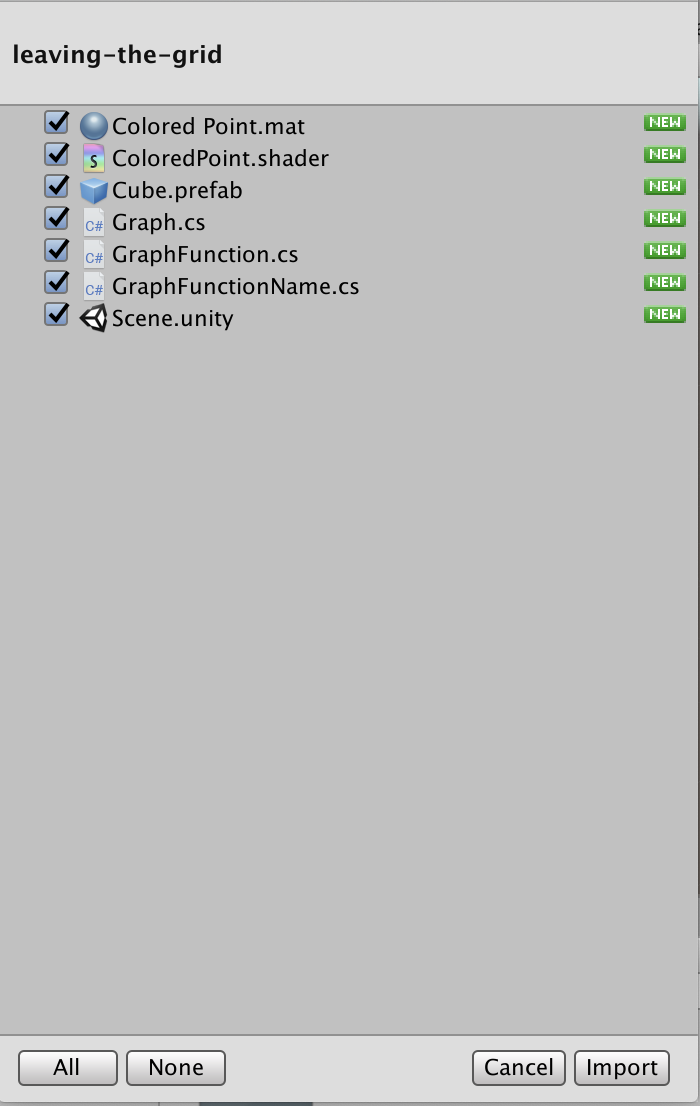 leaving-the-grid
Colored Point.mat NEW
S ColoredPoint.shader NEW
Cube.prefab NEW
C# Graph.cs NEW
C# GraphFunction.cs NEW
C# GraphFunctionName.cs NEW
Scene.unity NEW
All None Cancel Import